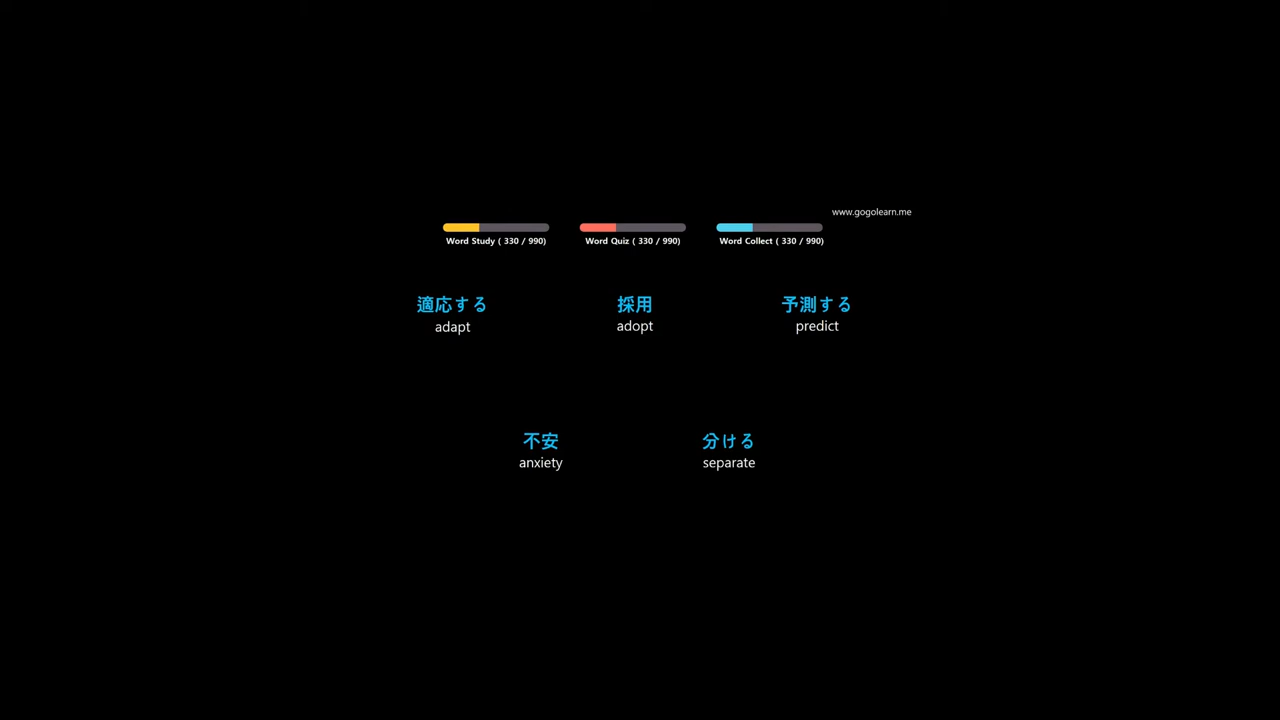 www.gogolearn.me
Word Study ( 330 / 990)
Word Quiz ( 330 / 990)
Word Collect ( 330 / 990)
適応する
adapt
採用
adopt
予測する
predict
不安
anxiety
分ける
separate